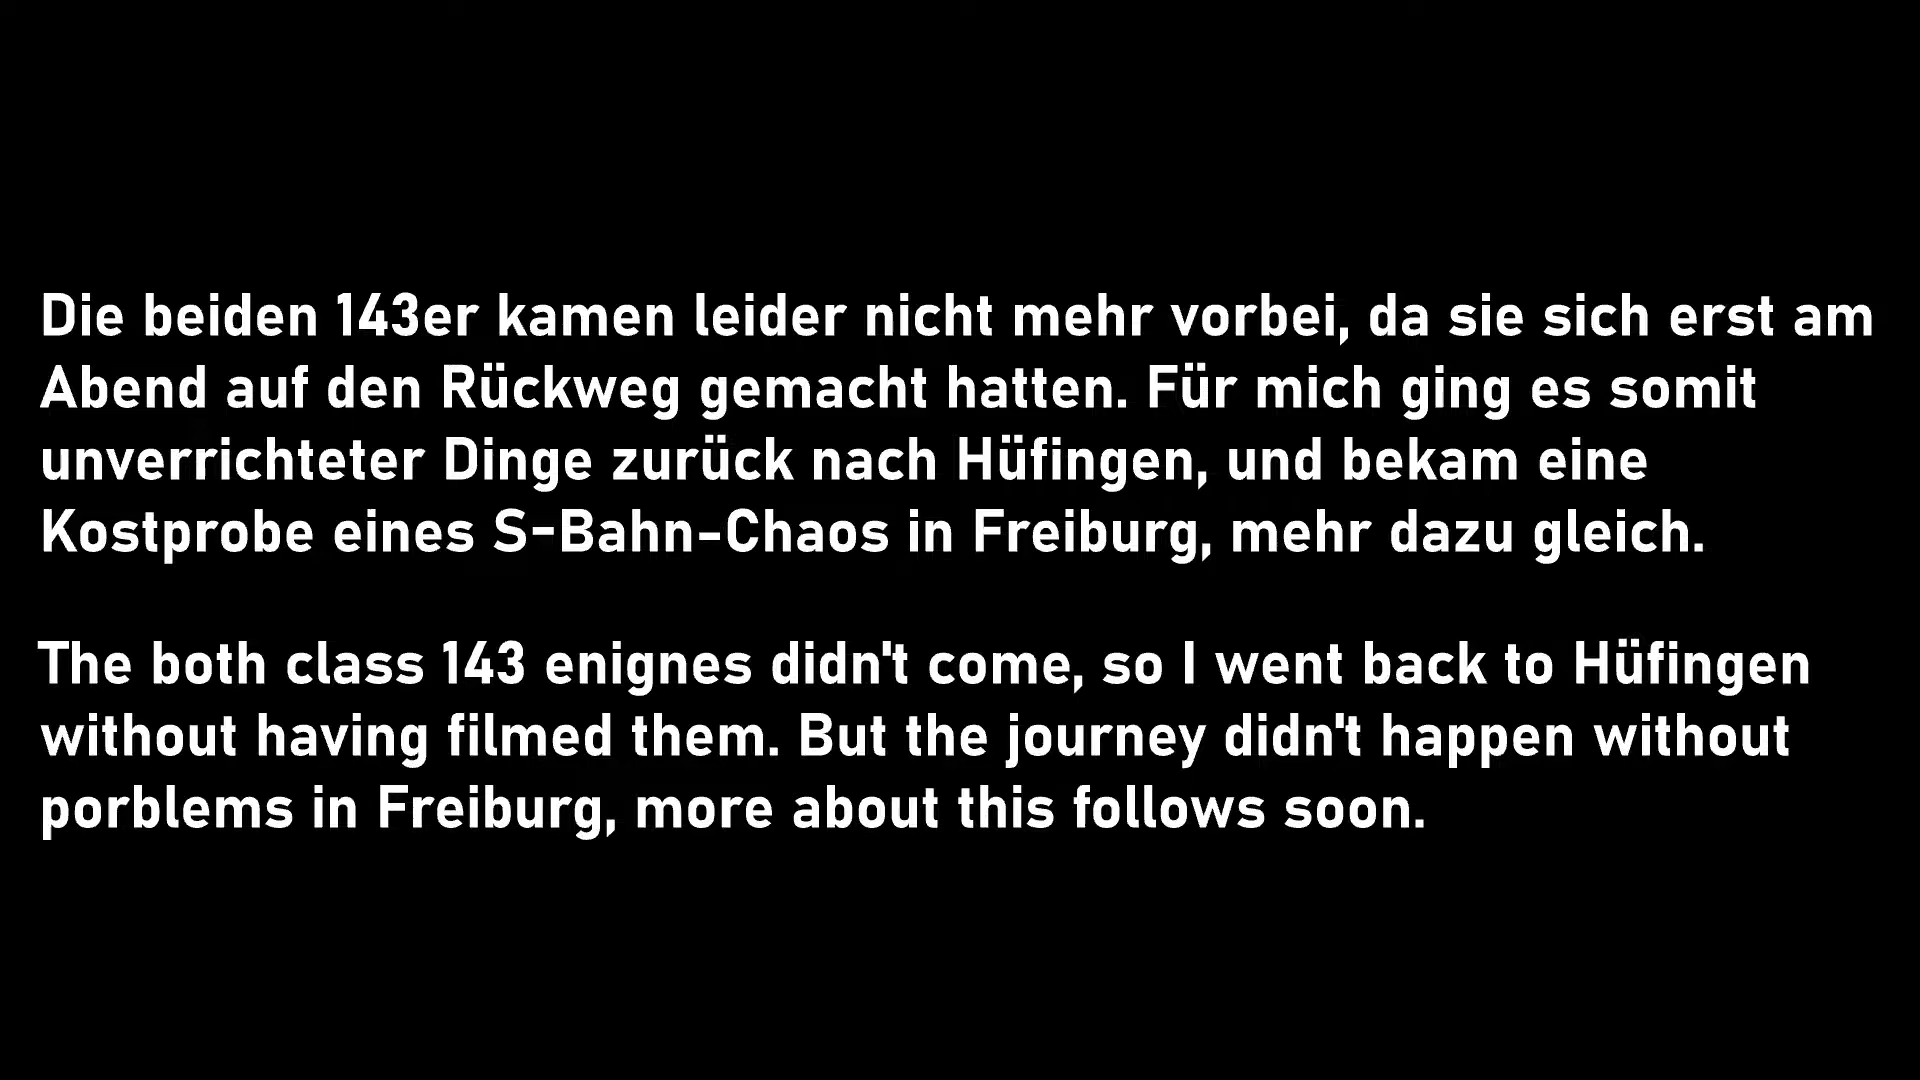 Die beiden 143er kamen leider nicht mehr vorbei, da sie sich erst am
Abend auf den Rückweg gemacht hatten. Für mich ging es somit
unverrichteter Dinge zurück nach Hüfingen, und bekam eine
Kostprobe eines S-Bahn-Chaos in Freiburg, mehr dazu gleich.
The both class 143 enignes didn't come, so I went back to Hüfingen
without having filmed them. But the journey didn't happen without
porblems in Freiburg, more about this follows soon.